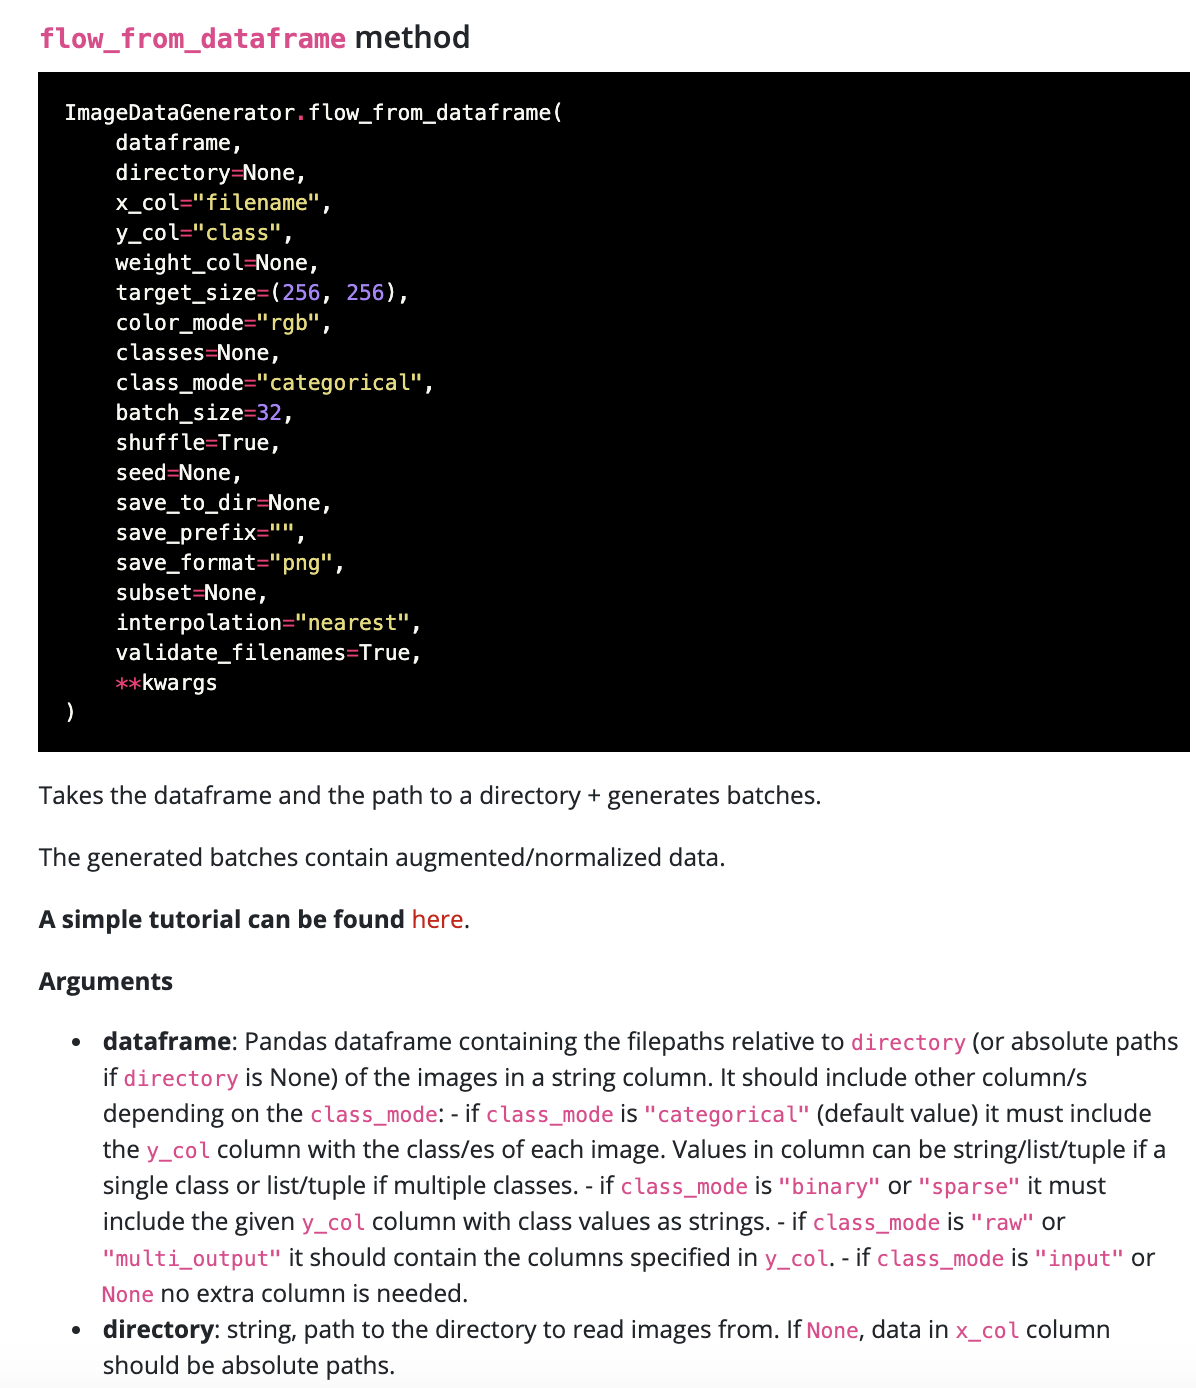 flow_from_dataframe method
ImageDataGenerator.flow_from_dataframe(
    dataframe,
    directory=None,
    x_col="filename",
    y_col="class",
    weight_col=None,
    target_size=(256, 256),
    color_mode="rgb",
    classes=None,
    class_mode="categorical",
    batch_size=32,
    shuffle=True,
    seed=None,
    save_to_dir=None,
    save_prefix="",
    save_format="png",
    subset=None,
    interpolation="nearest",
    validate_filenames=True,
    **kwargs
)
Takes the dataframe and the path to a directory + generates batches.
The generated batches contain augmented/normalized data.
A simple tutorial can be found here.
Arguments
• dataframe: Pandas dataframe containing the filepaths relative to directory (or absolute paths
if directory is None) of the images in a string column. It should include other column/s
depending on the class_mode: - if class_mode is "categorical" (default value) it must include
the y_col column with the class/es of each image. Values in column can be string/list/tuple if a
single class or list/tuple if multiple classes. - if class_mode is "binary" or "sparse" it must
include the given y_col column with class values as strings. - if class_mode is "raw" or
"multi_output" it should contain the columns specified in y_col. - if class_mode is "input" or
None no extra column is needed.
• directory: string, path to the directory to read images from. If None, data in x_col column
should be absolute paths.